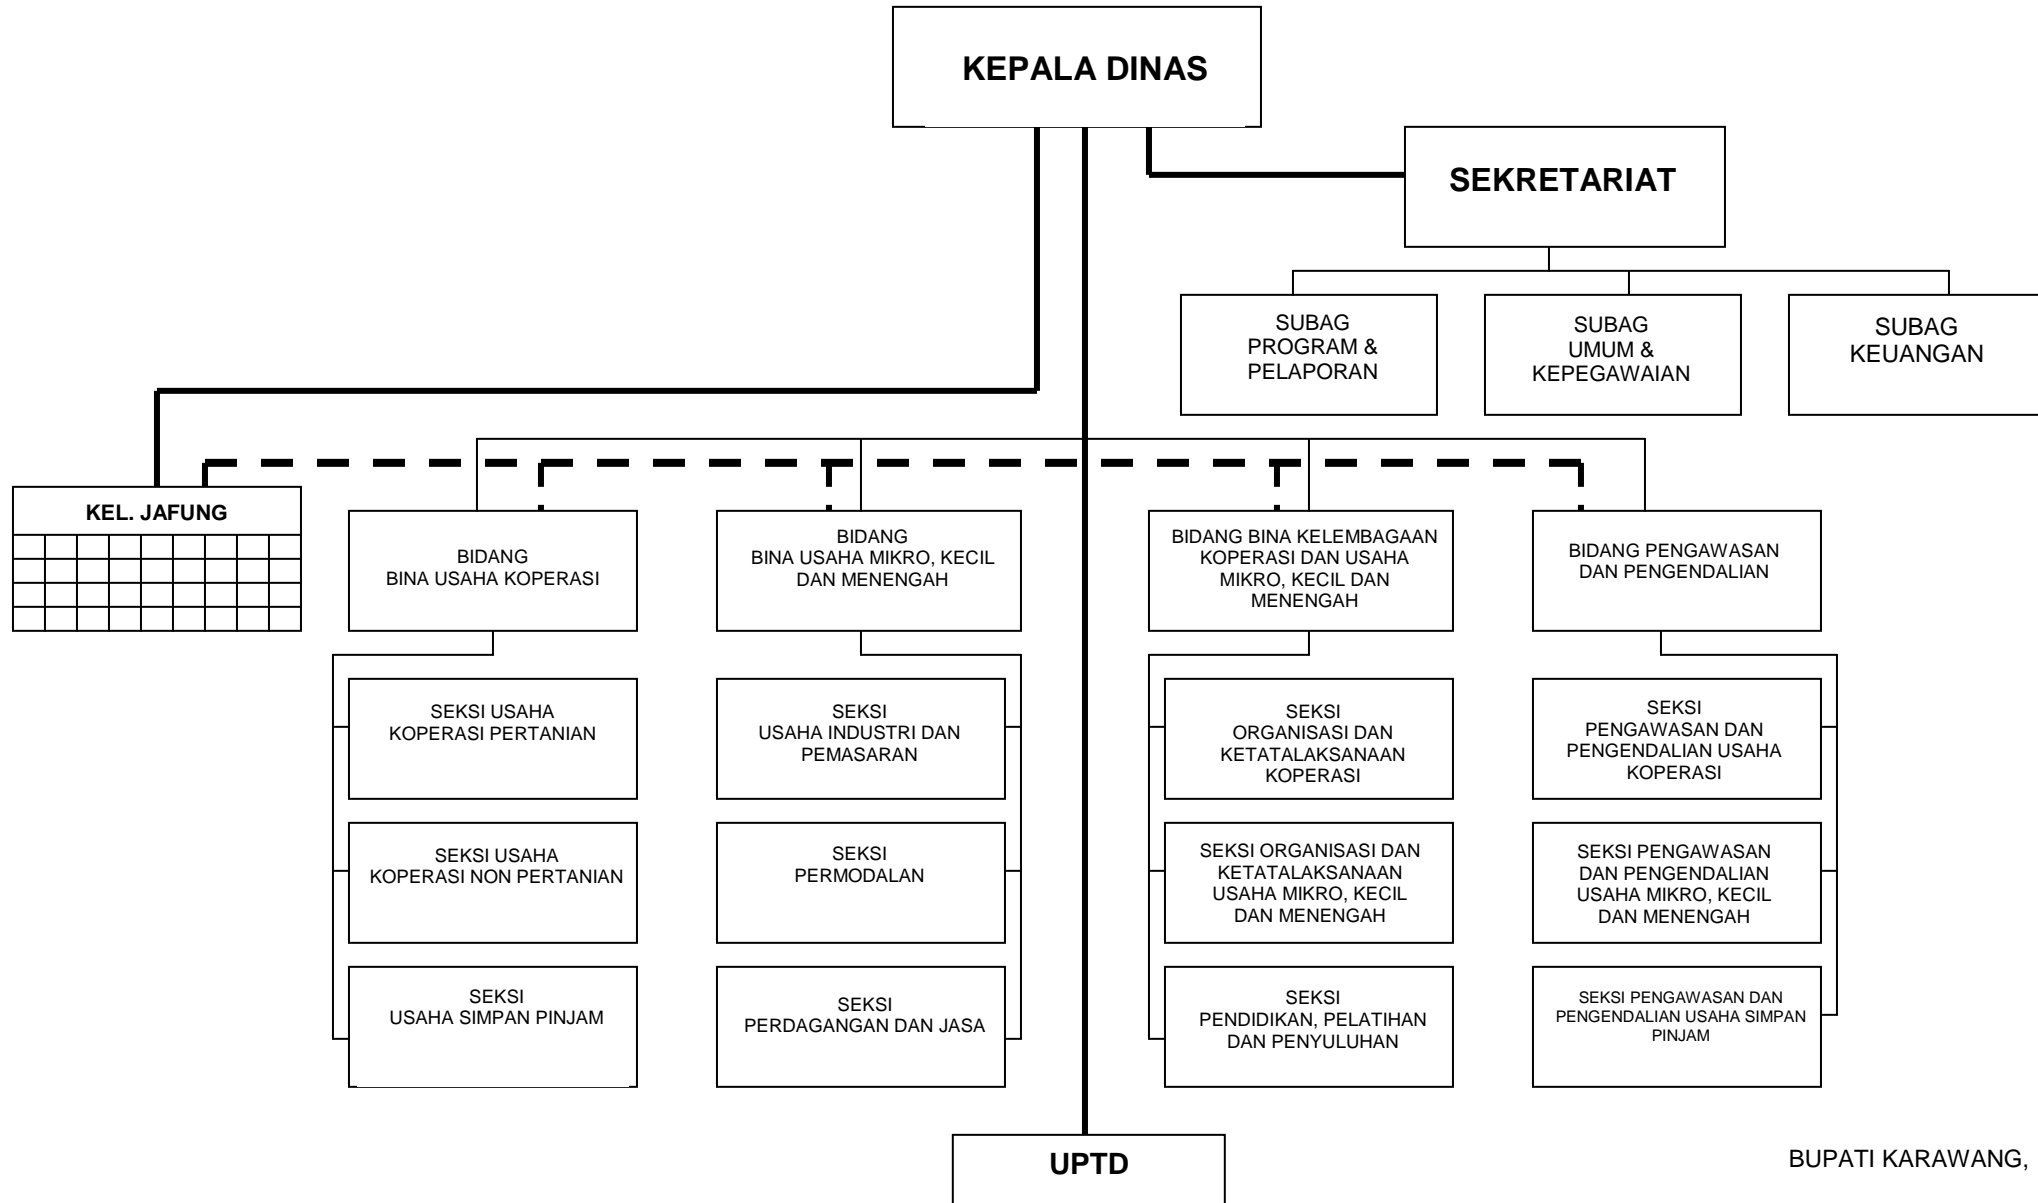 KEPALA DINAS
SEKRETARIAT
SUBAG
PROGRAM &
PELAPORAN
SUBAG
UMUM &
KEPEGAWAIAN
SUBAG
KEUANGAN
KEL. JAFUNG
BIDANG
BINA USAHA KOPERASI
BIDANG
BINA USAHA MIKRO, KECIL
DAN MENENGAH
BIDANG BINA KELEMBAGAAN
KOPERASI DAN USAHA
MIKRO, KECIL DAN
MENENGAH
BIDANG PENGAWASAN
DAN PENGENDALIAN
SEKSI USAHA
KOPERASI PERTANIAN
SEKSI
USAHA INDUSTRI DAN
PEMASARAN
SEKSI
ORGANISASI DAN
KETATALAKSANAAN
KOPERASI
SEKSI
PENGAWASAN DAN
PENGENDALIAN USAHA
KOPERASI
SEKSI USAHA
KOPERASI NON PERTANIAN
SEKSI
PERMODALAN
SEKSI ORGANISASI DAN
KETATALAKSANAAN
USAHA MIKRO, KECIL
DAN MENENGAH
SEKSI PENGAWASAN
DAN PENGENDALIAN
USAHA MIKRO, KECIL
DAN MENENGAH
SEKSI
USAHA SIMPAN PINJAM
SEKSI
PERDAGANGAN DAN JASA
SEKSI
PENDIDIKAN, PELATIHAN
DAN PENYULUHAN
SEKSI PENGAWASAN DAN
PENGENDALIAN USAHA SIMPAN
PINJAM
UPTD
BUPATI KARAWANG,